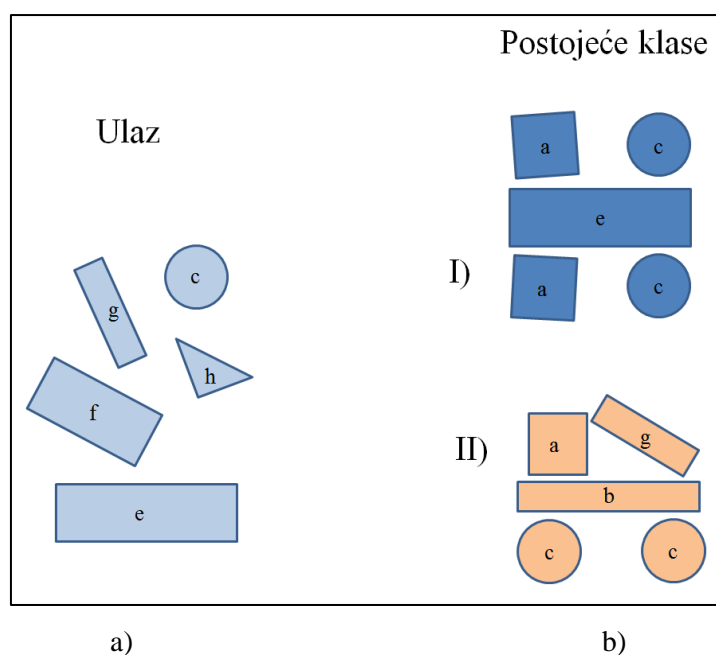 Postojeće klase
Ulaz
a c
e
I)
a c
c
g
h
f
e
II)
a g
b
c c
a) b)